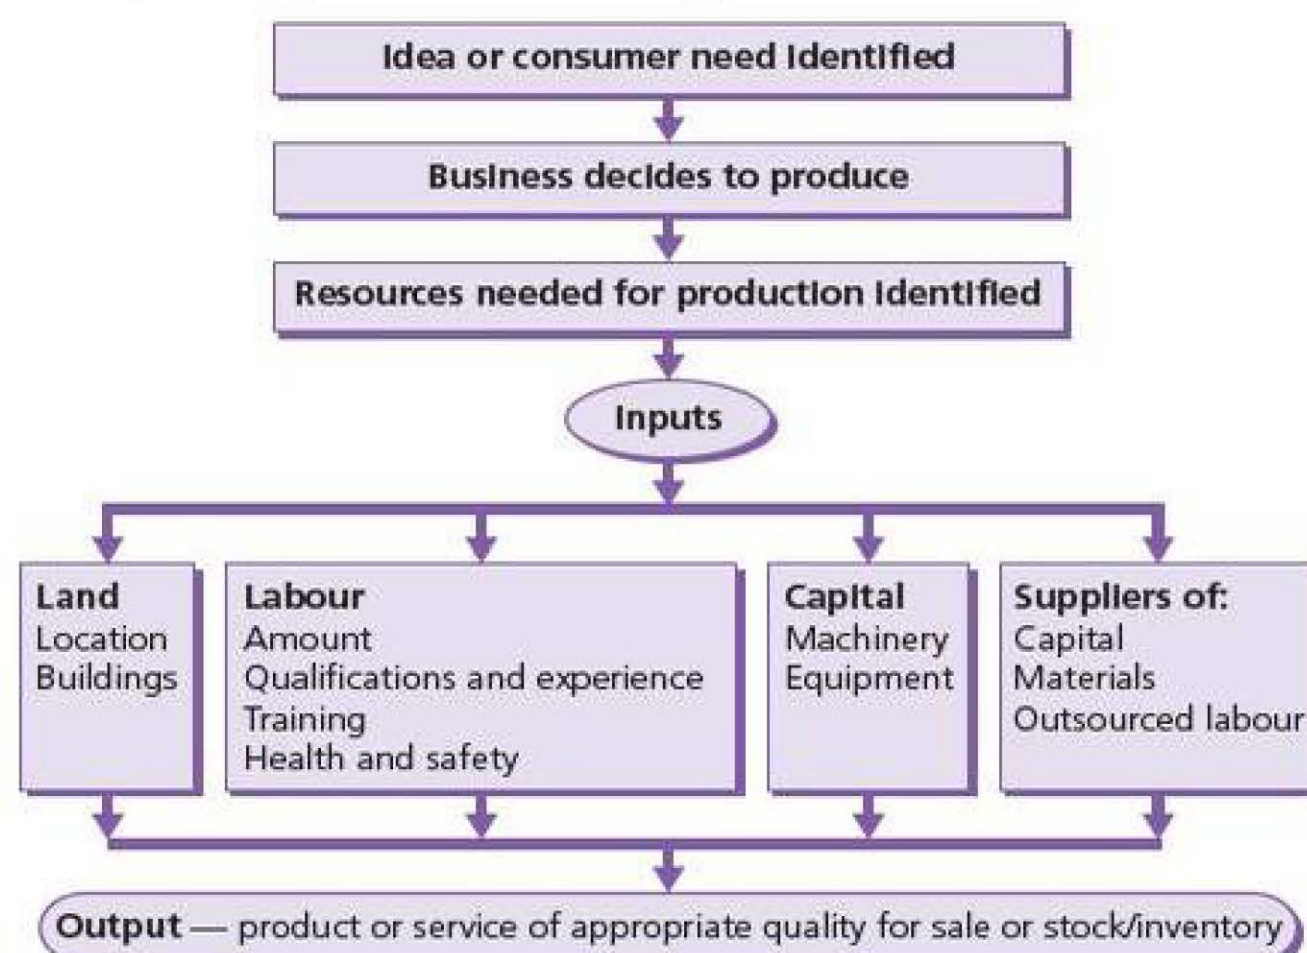 Idea or consumer need identified
Business decides to produce
Resources needed for production identified
Inputs
Land
Location
Buildings
Labour
Amount
Qualifications and experience
Training
Health and safety
Capital
Machinery
Equipment
Suppliers of:
Capital
Materials
Outsourced labour
Output — product or service of appropriate quality for sale or stock/inventory